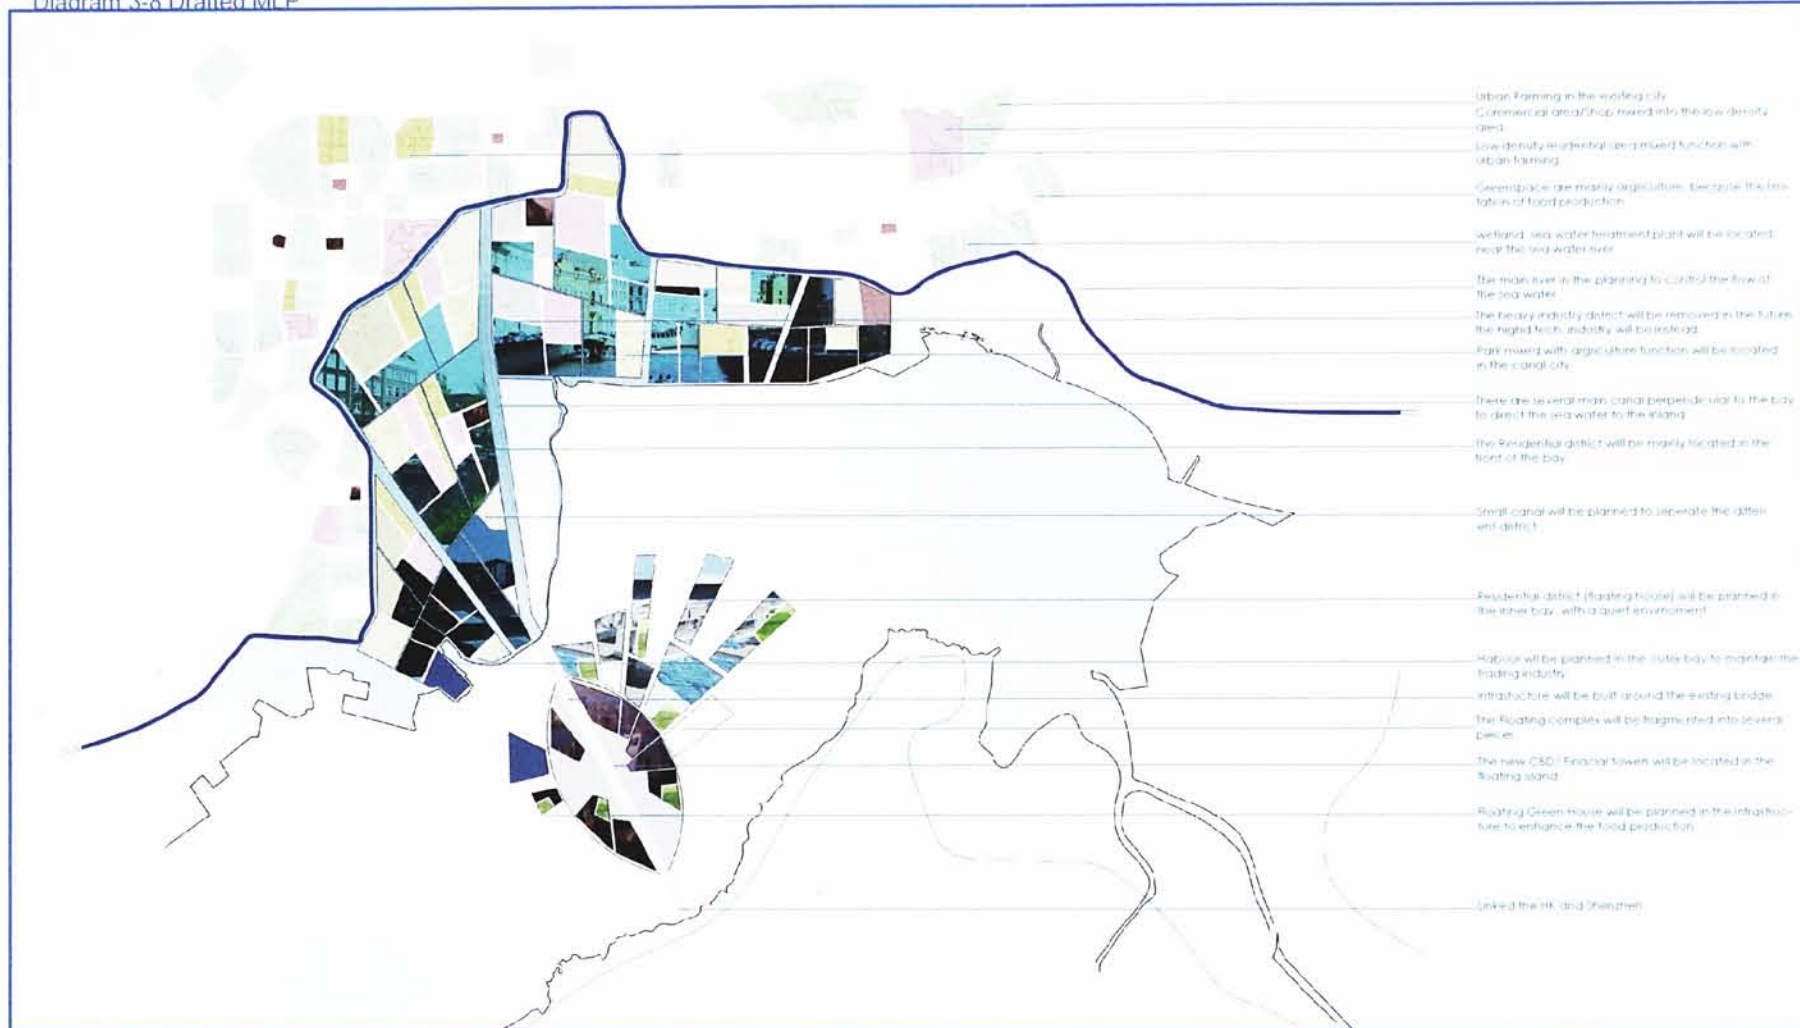 Diagram 3-8 Drafted MLP
Urban Farming in the existing city
Commercial area/Shop mixed into the low density
area
Low density residential area mixed function with
urban farming
Greenspace are mainly argriculture, because the
tation of food production
wetland, sea water treatment plant will be located
near the sea water river
The main river in the planning to control the flow of
the sea water
The heavy industry district will be removed in the future
the highd tech. industry will be instead
Park mixed with argriculture function will be located
in the canal city
There are several main canal perpendicular to the bay
to direct the sea water to the inland
The Residential district will be mainly located in the
front of the bay
Small canal will be planned to seperate the differ-
ent district
Residential district (floating house) will be planned in
the inner bay, with a quiet enviroment
Habour will be planned in the outer bay to maintain the
trading industry
Infrastucture will be built around the existing bridge
The Floating complex will be fragmented into several
pieces
The new CBD/ Finacial towers will be located in the
floating island
Floating Green House will be planned in the infrastruc-
ture to enhance the food production
Linked the HK and Shenzhen